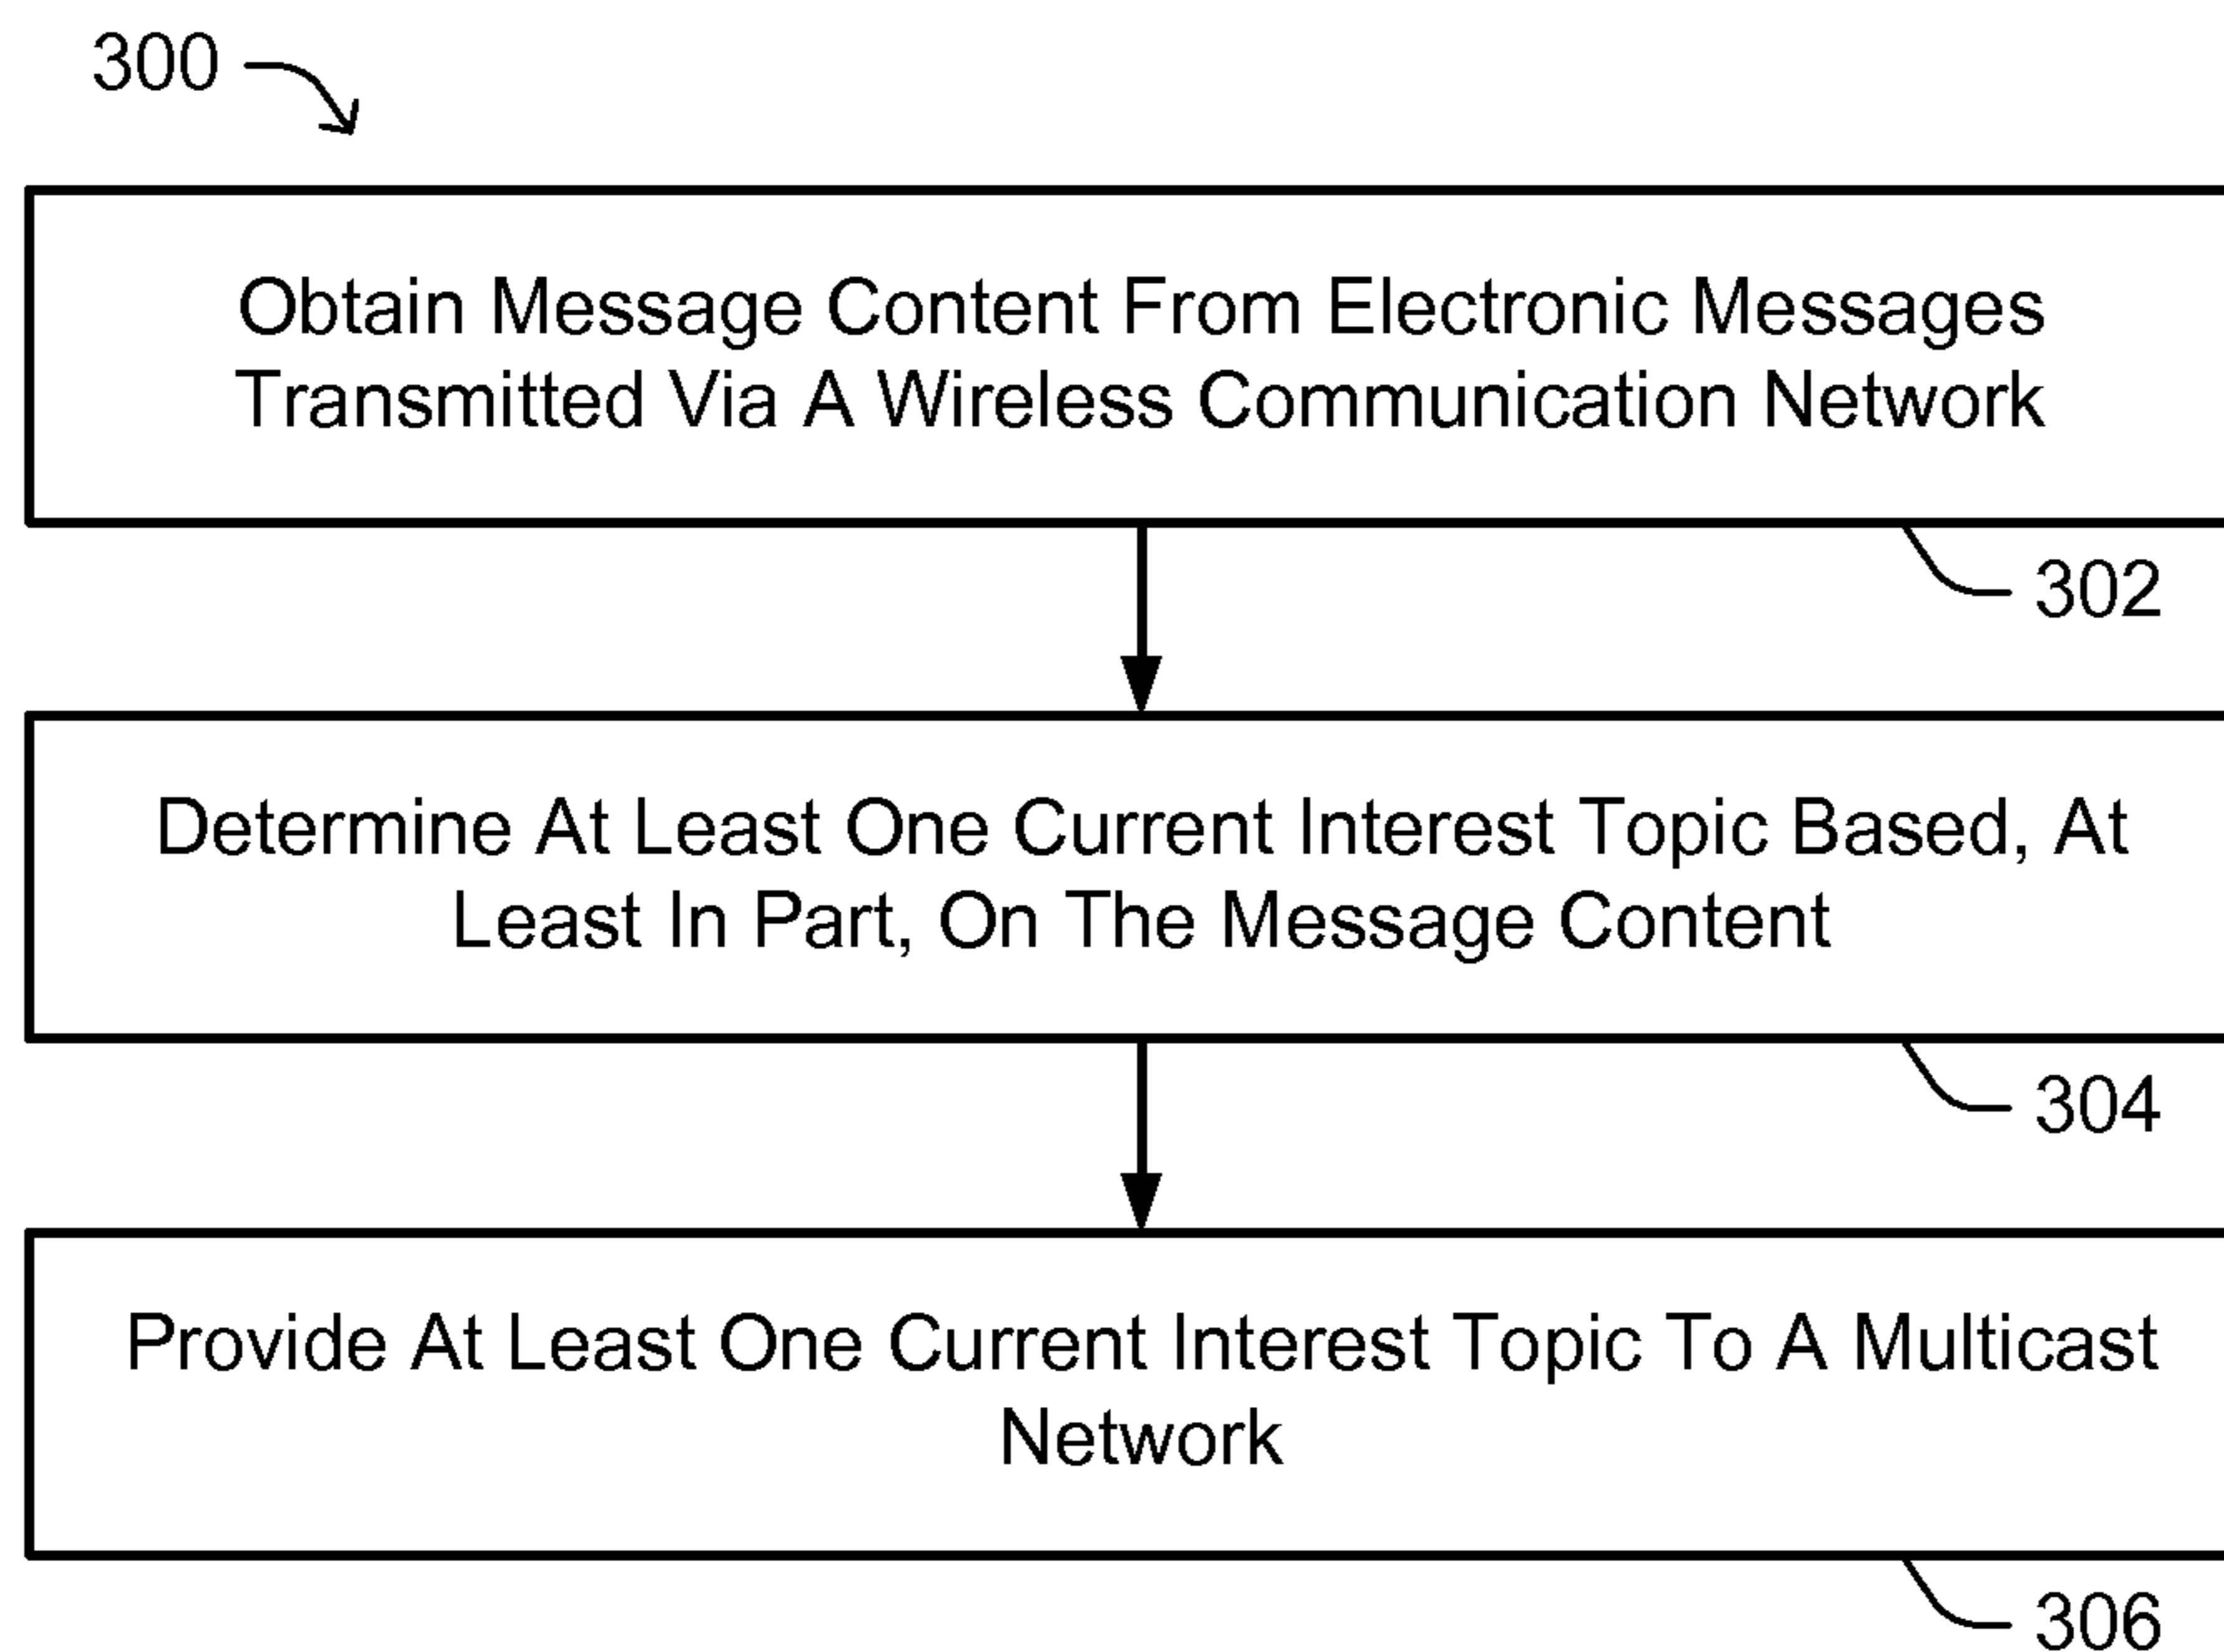 300
Obtain Message Content From Electronic Messages
Transmitted Via A Wireless Communication Network
302
Determine At Least One Current Interest Topic Based, At
Least In Part, On The Message Content
304
Provide At Least One Current Interest Topic To A Multicast
Network
306